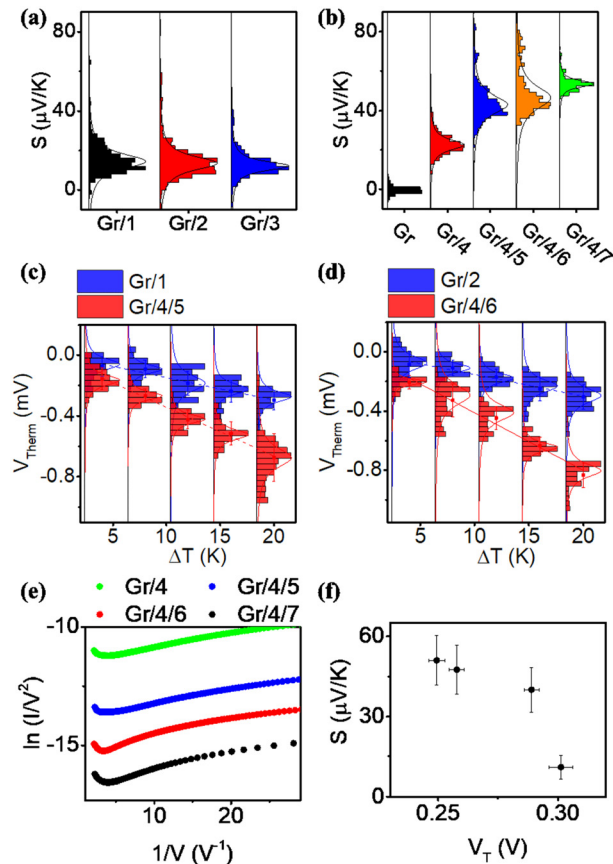 (a)
80
40
0
S (μV/K)
Gr/1 Gr/2 Gr/3
(b)
80
40
0
S (μV/K)
Gr Gr/4 Gr/4/5 Gr/4/6 Gr/4/7
(c)
Gr/1
Gr/4/5
0.0
-0.4
-0.8
V_Therm (mV)
5 10 15 20
ΔT (K)
(d)
Gr/2
Gr/4/6
0.0
-0.4
-0.8
V_Therm (mV)
5 10 15 20
ΔT (K)
(e)
Gr/4 Gr/4/5
Gr/4/6 Gr/4/7
-10
-15
ln (I/V²)
10 20
1/V (V⁻¹)
(f)
60
30
0
S (μV/K)
0.25 0.30
V_T (V)